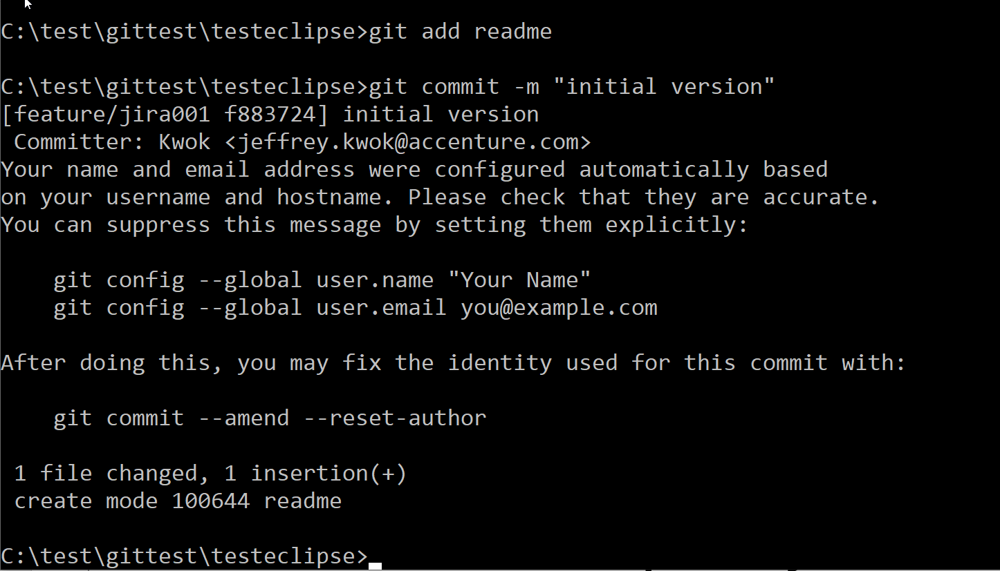 C:\test\gittest\testeclipse>git add readme
C:\test\gittest\testeclipse>git commit -m "initial version"
[feature/jira001 f883724] initial version
Committer: Kwok <jeffrey.kwok@accenture.com>
Your name and email address were configured automatically based
on your username and hostname. Please check that they are accurate.
You can suppress this message by setting them explicitly:
git config --global user.name "Your Name"
git config --global user.email you@example.com
After doing this, you may fix the identity used for this commit with:
git commit --amend --reset-author
1 file changed, 1 insertion(+)
create mode 100644 readme
C:\test\gittest\testeclipse>